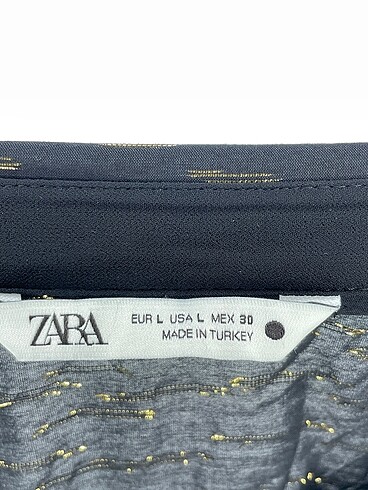 ZARA
EUR L USA L MEX 30
MADE IN TURKEY